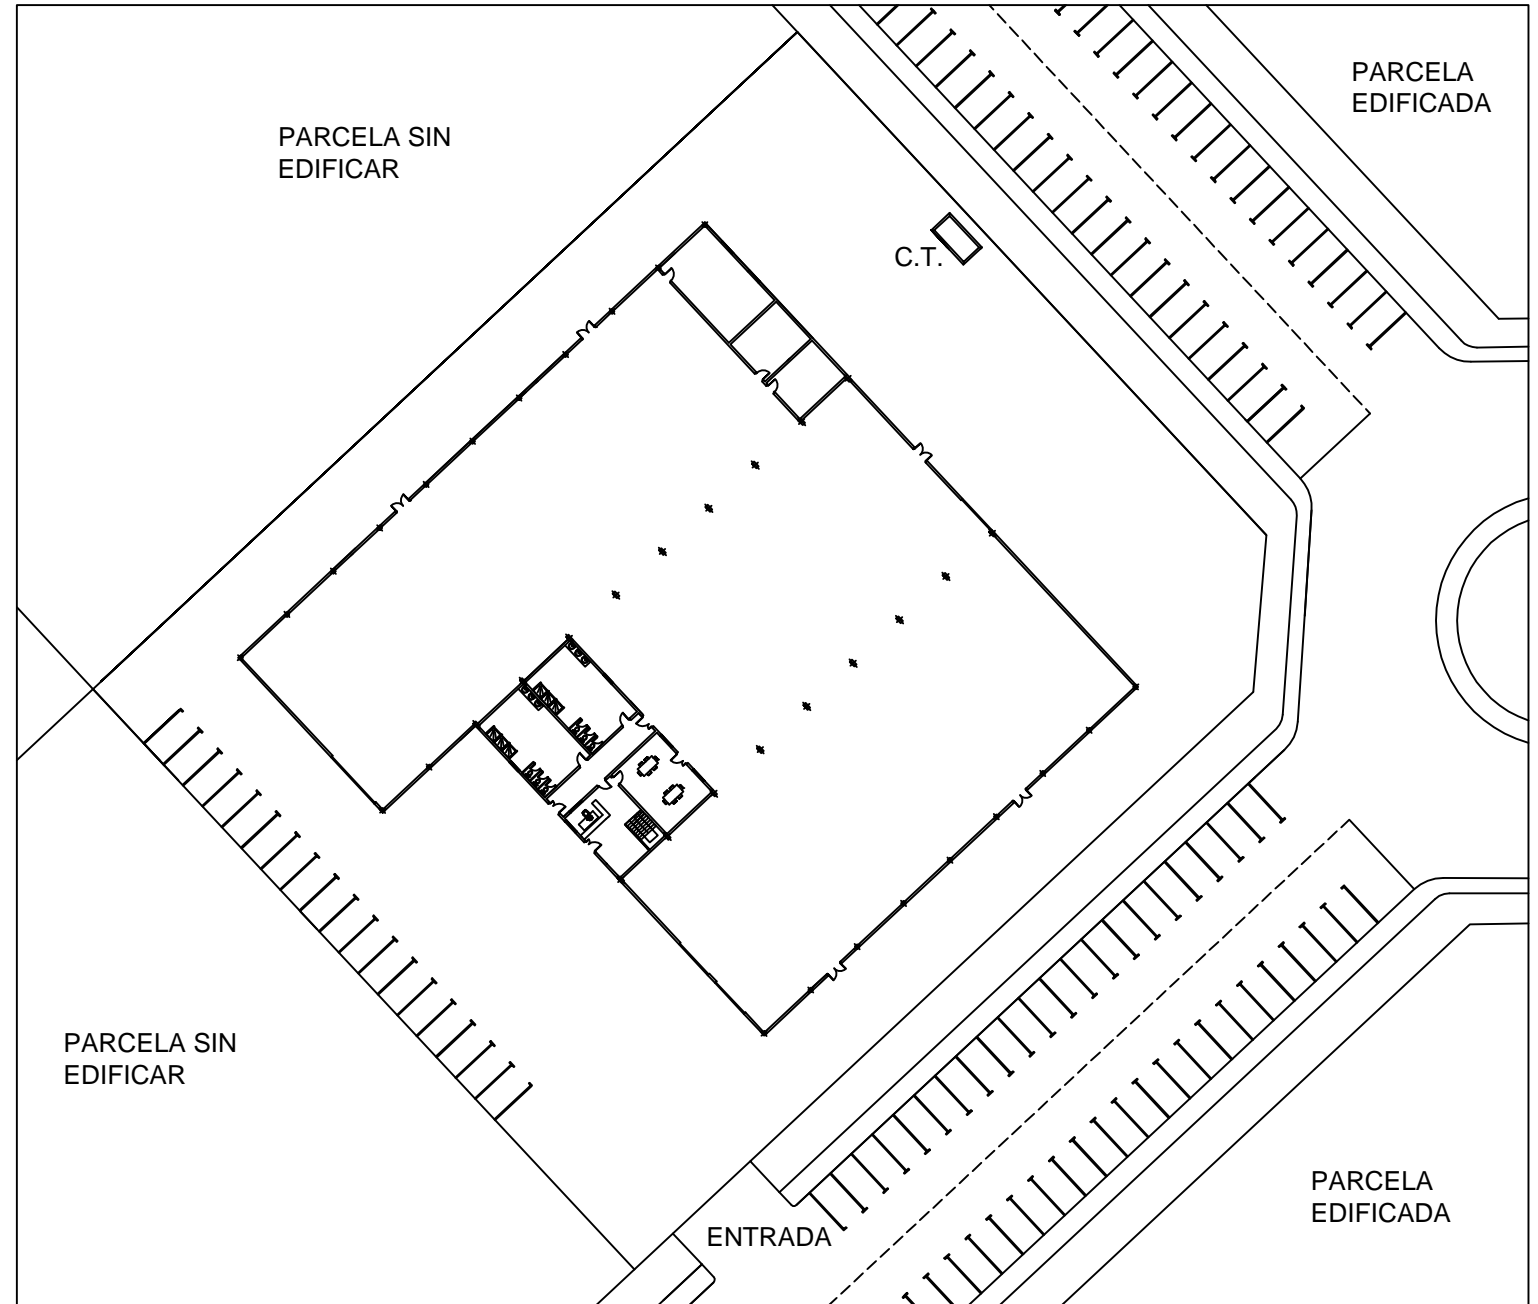 PARCELA
EDIFICADA
PARCELA SIN
EDIFICAR
C.T.
PARCELA SIN
EDIFICAR
PARCELA
EDIFICADA
ENTRADA